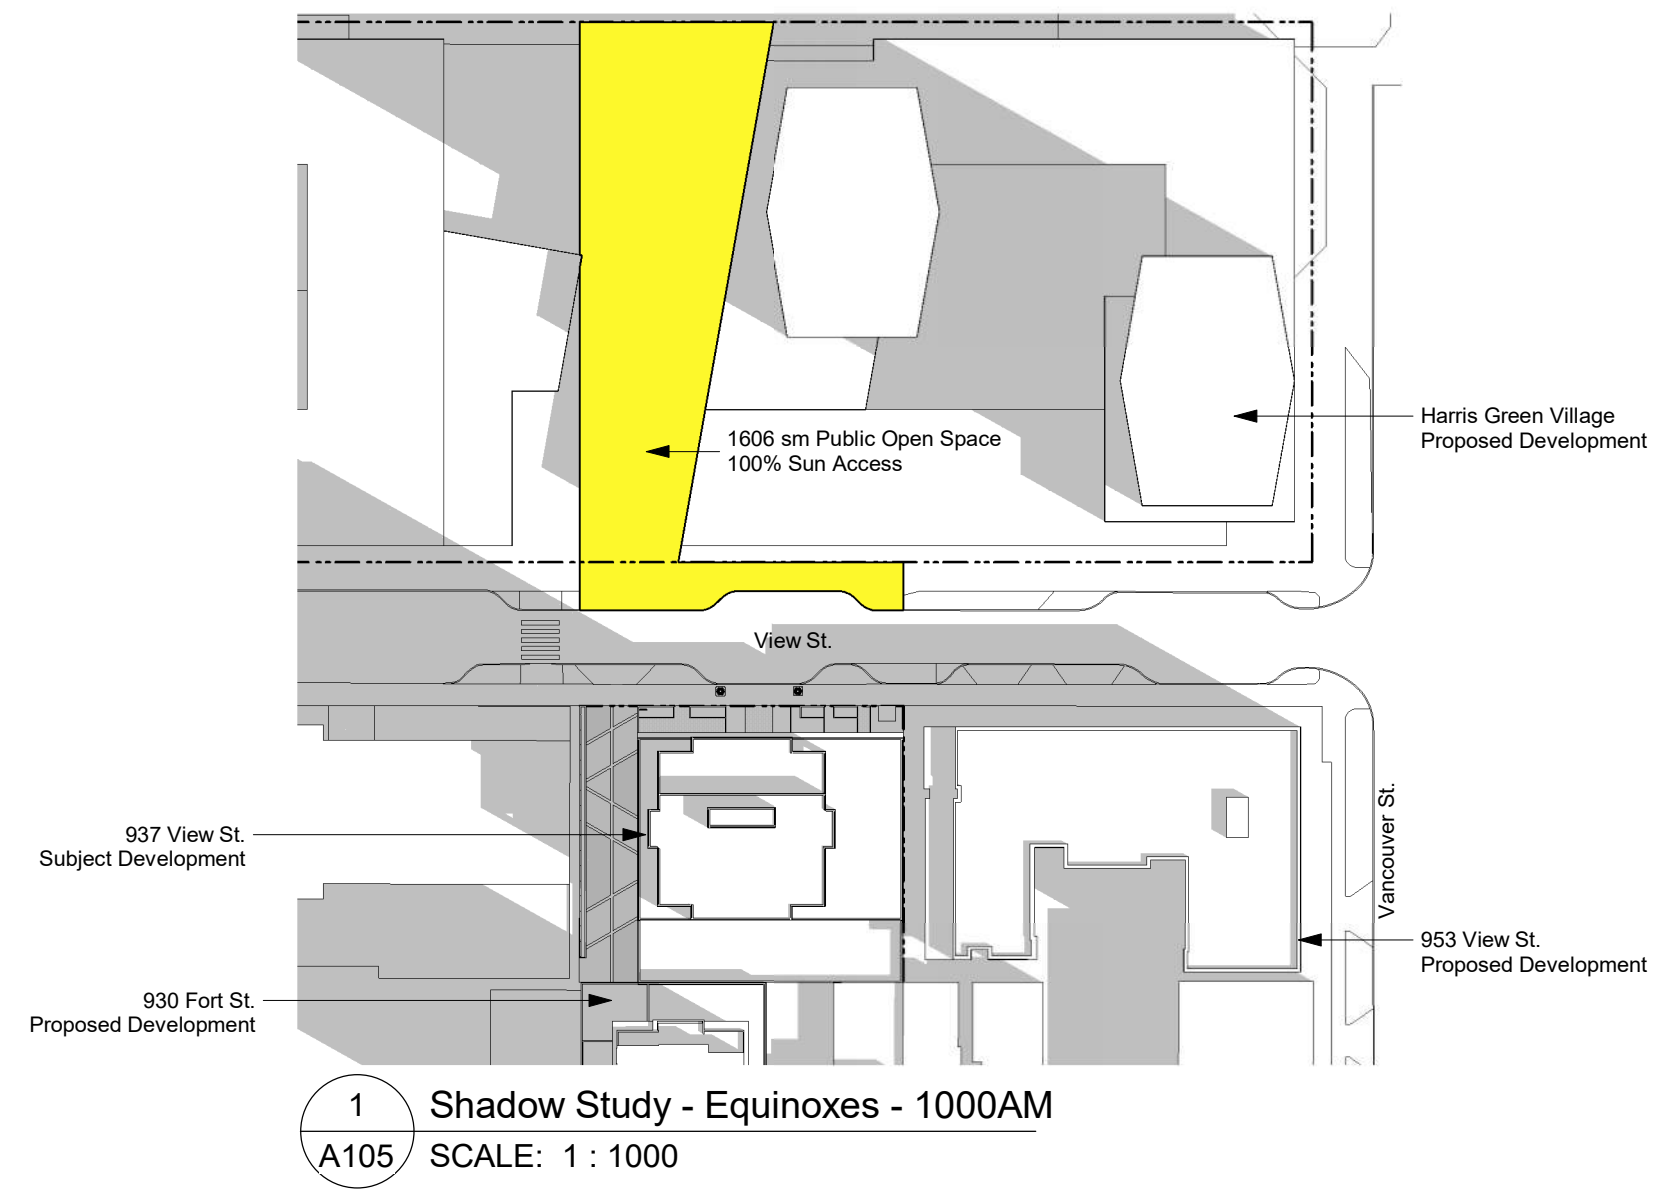 Harris Green Village
Proposed Development
1606 sm Public Open Space
100% Sun Access
View St.
937 View St.
Subject Development
Vancouver St.
953 View St.
Proposed Development
930 Fort St.
Proposed Development
1
A105
Shadow Study - Equinoxes - 1000AM
SCALE: 1 : 1000